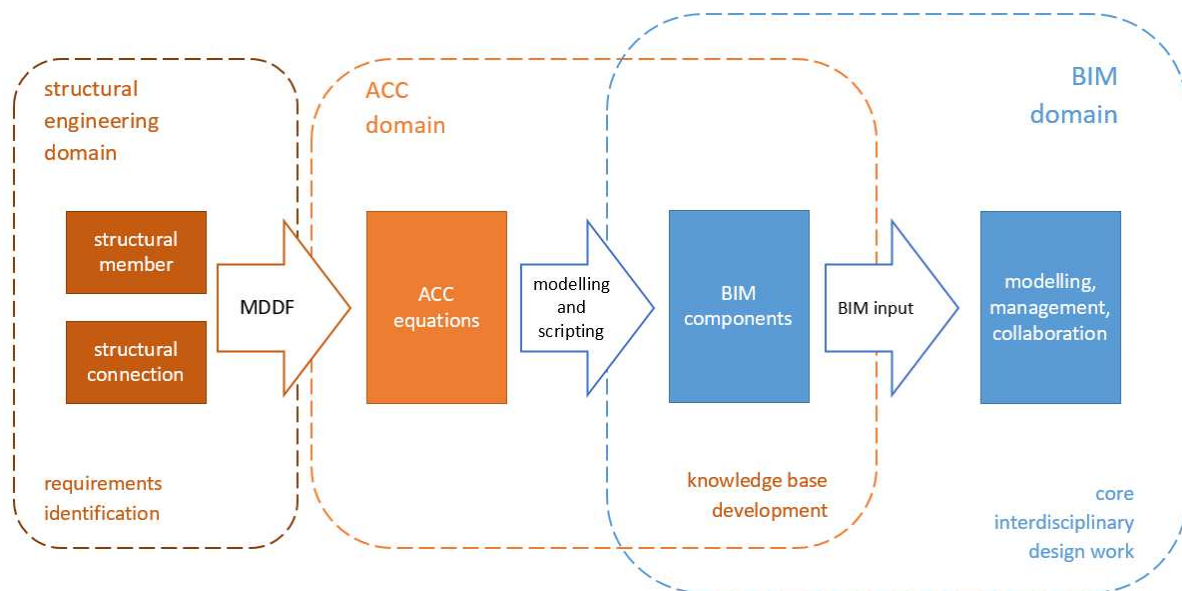 structural
engineering
domain
structural
member
structural
connection
requirements
identification
MDDF
ACC
domain
ACC
equations
modelling
and
scripting
BIM
components
knowledge base
development
BIM input
BIM
domain
modelling,
management,
collaboration
core
interdisciplinary
design work